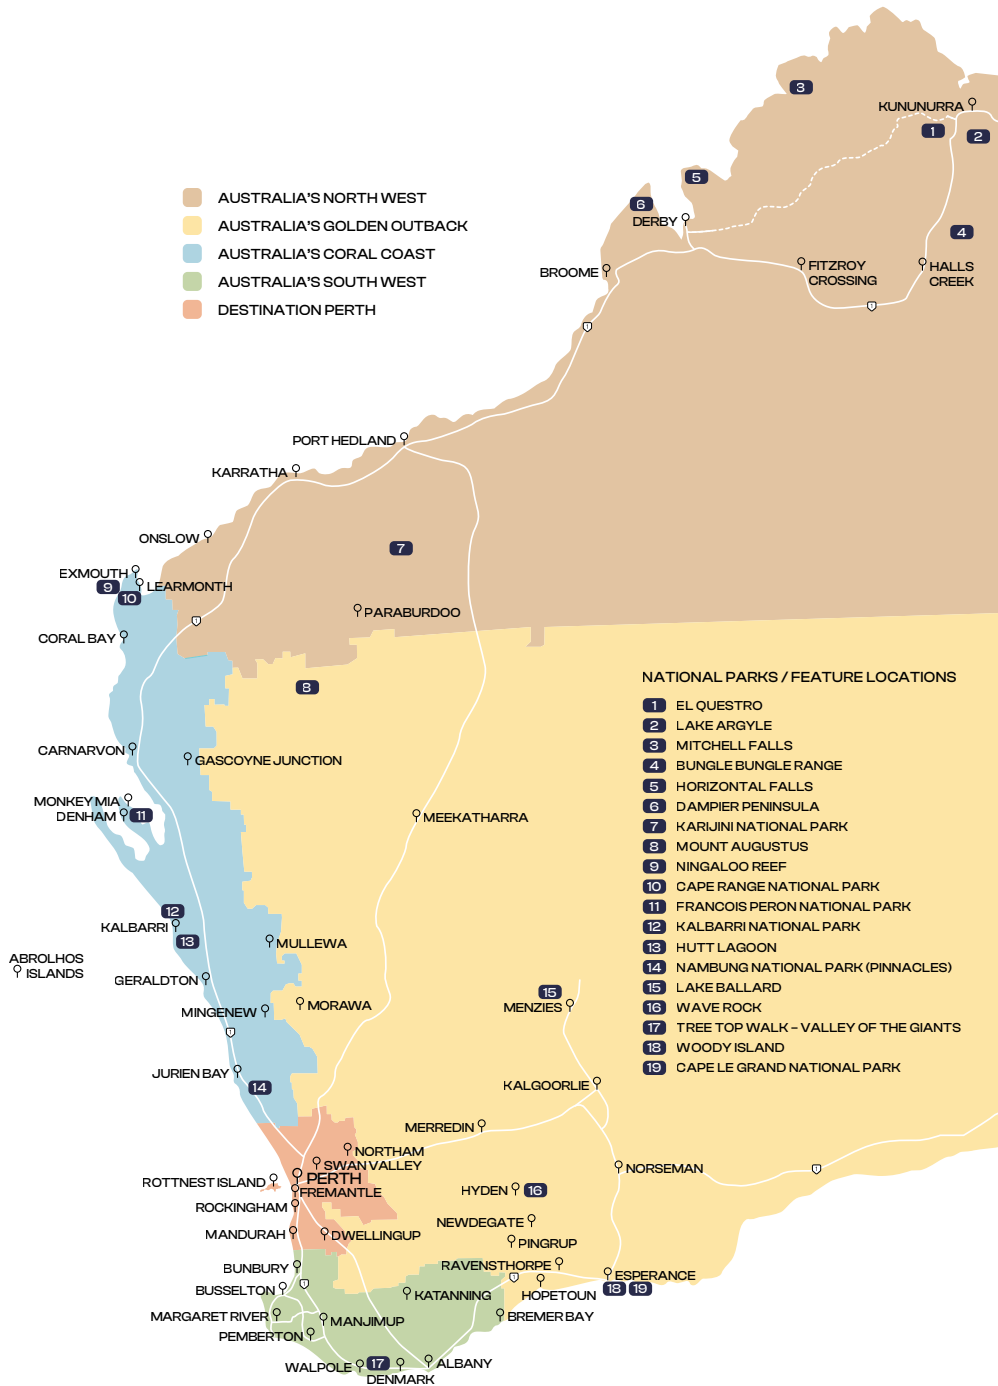 3
KUNUNURRA
1
2
5
6
DERBY
4
BROOME
FITZROY
CROSSING
HALLS
CREEK
1
1
AUSTRALIA'S NORTH WEST
AUSTRALIA'S GOLDEN OUTBACK
AUSTRALIA'S CORAL COAST
AUSTRALIA'S SOUTH WEST
DESTINATION PERTH
PORT HEDLAND
KARRATHA
ONSLOW
7
EXMOUTH
9
LEARMONTH
10
PARABURDOO
1
CORAL BAY
8
CARNARVON
GASCOYNE JUNCTION
MONKEY MIA
DENHAM
11
MEEKATHARRA
12
KALBARRI
13
MULLEWA
ABROLHOS
ISLANDS
GERALDTON
MORAWA
MINGENEW
1
JURIEN BAY
14
15
MENZIES
KALGOORLIE
MERREDIN
NORTHAM
SWAN VALLEY
PERTH
ROTTNEST ISLAND
FREMANTLE
ROCKINGHAM
MANDURAH
DWELLINGUP
NORSEMAN
1
HYDEN
16
NEWDEGATE
PINGRUP
RAVENSTHORPE
ESPERANCE
1
HOPETOUN
18
19
BUNBURY
BUSSELTON
1
KATANNING
BREMER BAY
MARGARET RIVER
MANJIMUP
PEMBERTON
WALPOLE
17
DENMARK
ALBANY
NATIONAL PARKS / FEATURE LOCATIONS
1 EL QUESTRO
2 LAKE ARGYLE
3 MITCHELL FALLS
4 BUNGLE BUNGLE RANGE
5 HORIZONTAL FALLS
6 DAMPIER PENINSULA
7 KARIJINI NATIONAL PARK
8 MOUNT AUGUSTUS
9 NINGALOO REEF
10 CAPE RANGE NATIONAL PARK
11 FRANCOIS PERON NATIONAL PARK
12 KALBARRI NATIONAL PARK
13 HUTT LAGOON
14 NAMBUNG NATIONAL PARK (PINNACLES)
15 LAKE BALLARD
16 WAVE ROCK
17 TREE TOP WALK – VALLEY OF THE GIANTS
18 WOODY ISLAND
19 CAPE LE GRAND NATIONAL PARK